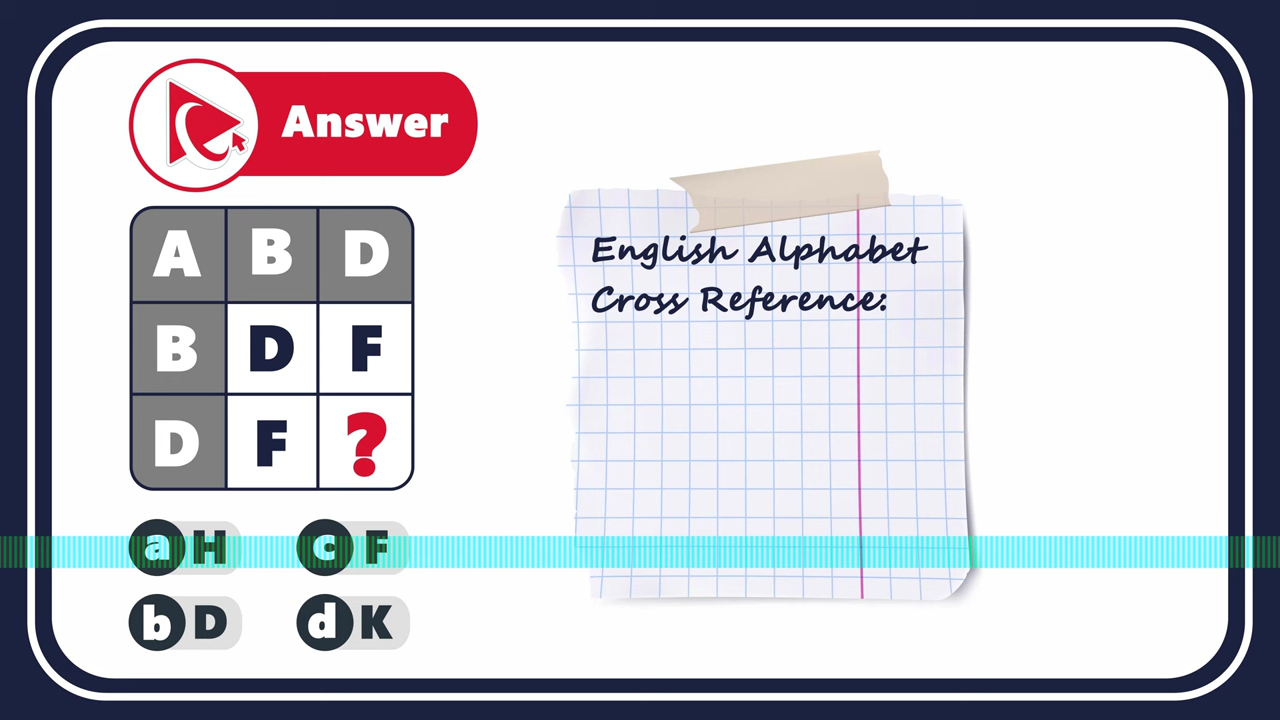 Answer
A B D
B D F
D F ?
a H c F
b D d K
English Alphabet
Cross Reference: